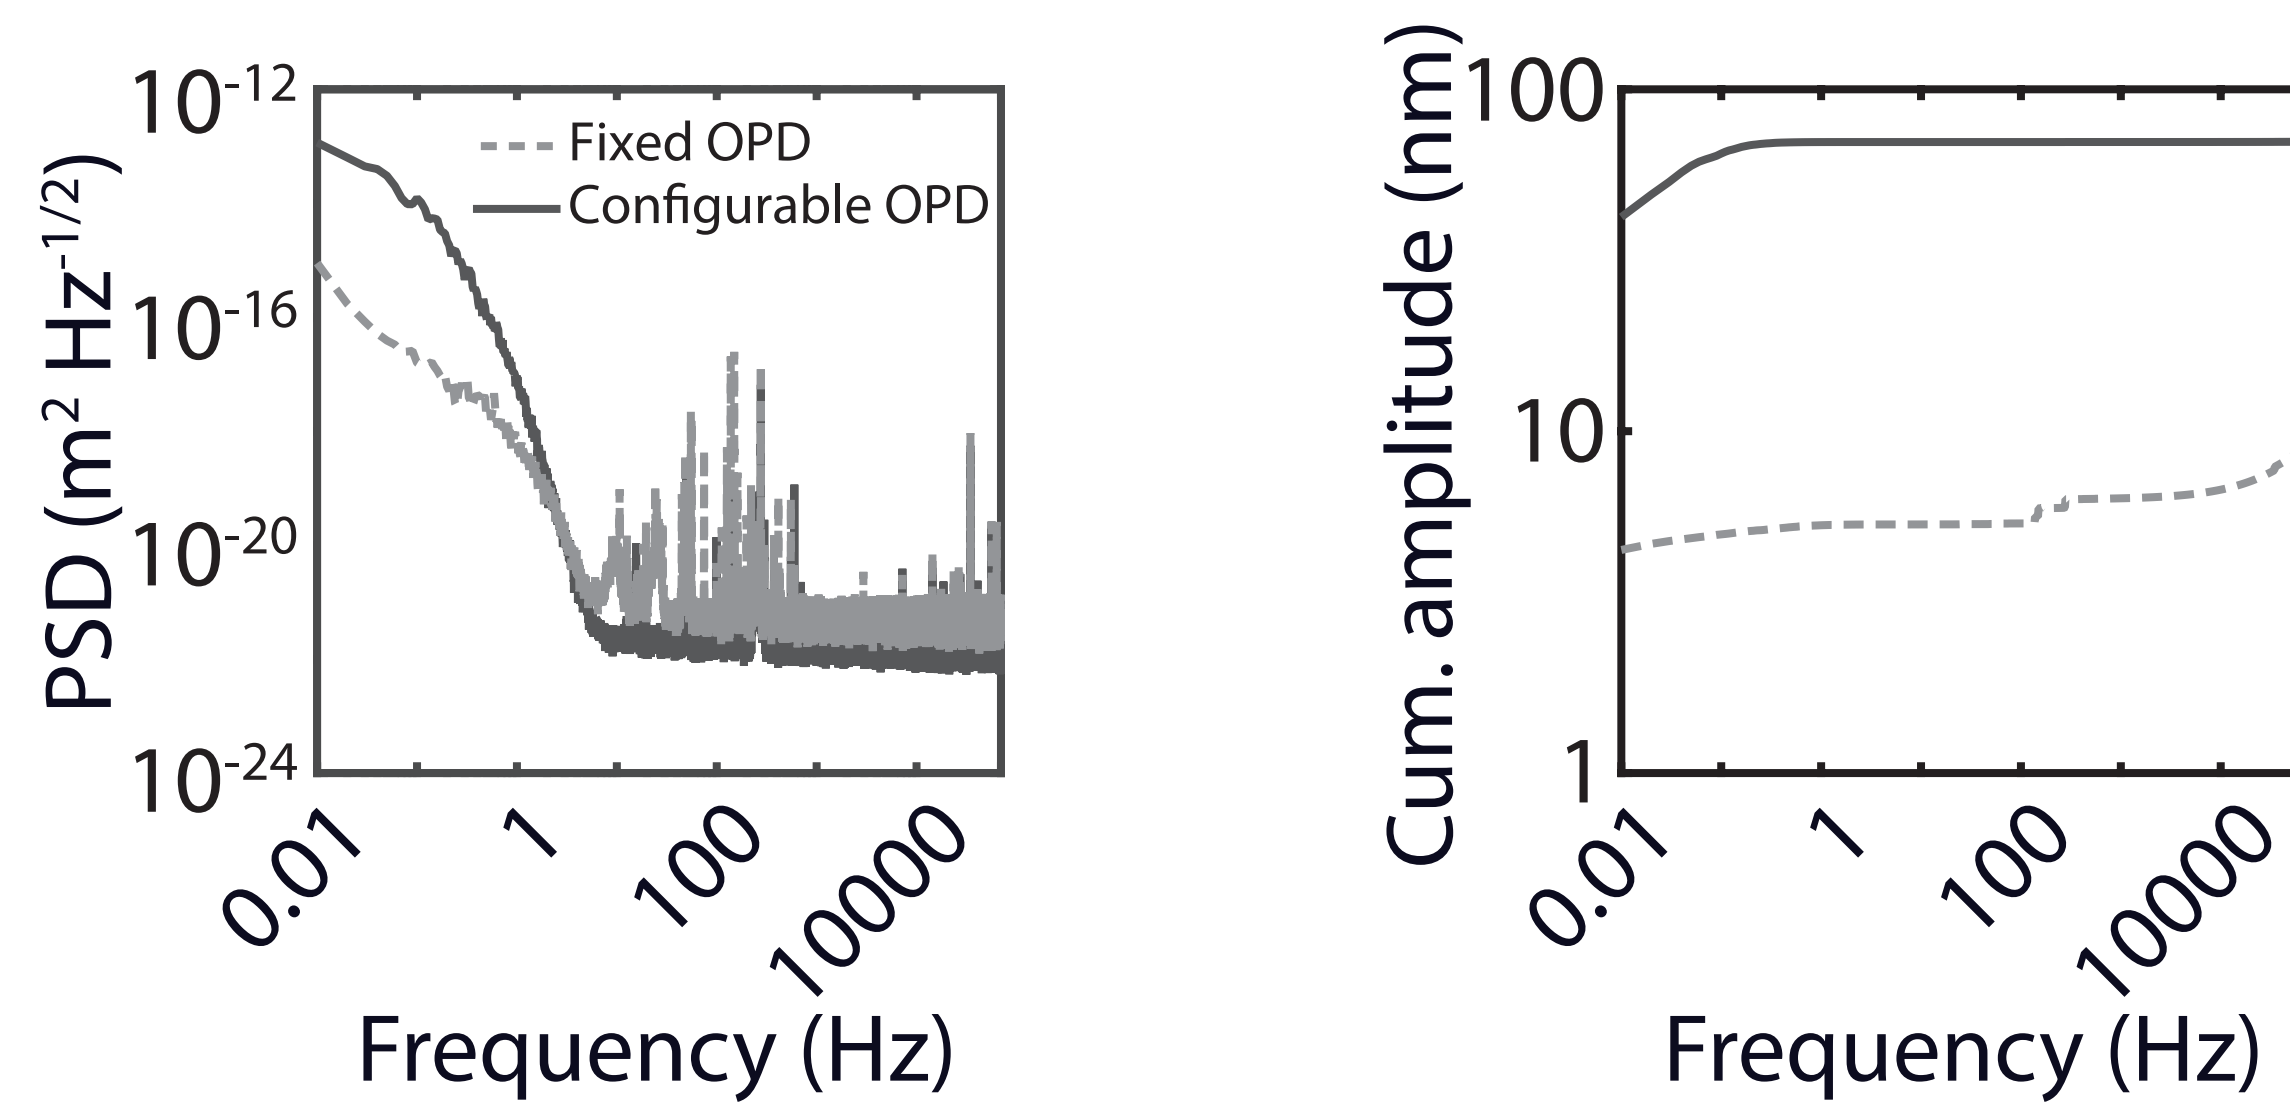 PSD (m² Hz⁻¹/²)
10⁻¹²
10⁻¹⁶
10⁻²⁰
10⁻²⁴
Fixed OPD
Configurable OPD
0.01
1
100
10000
Frequency (Hz)
Cum. amplitude (nm)
100
10
1
0.01
1
100
10000
Frequency (Hz)